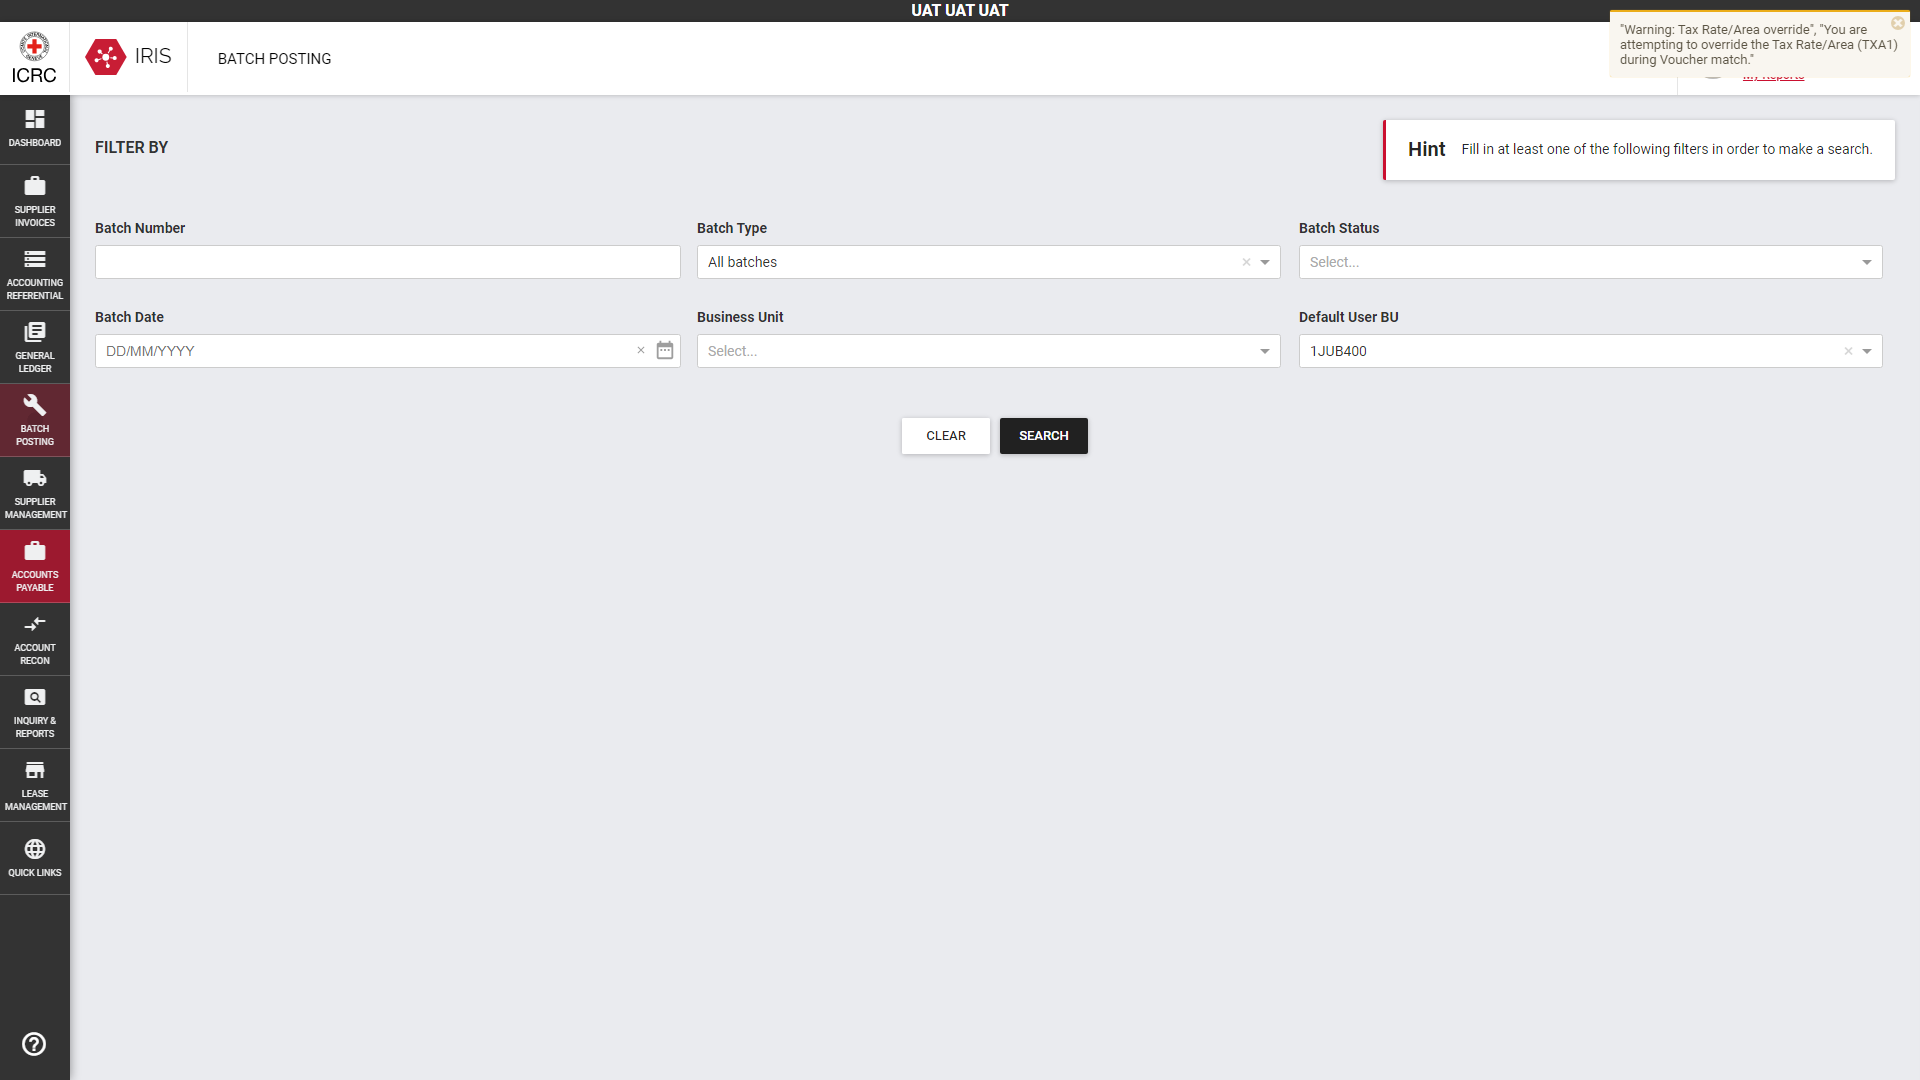 UAT UAT UAT
ICRC
IRIS
BATCH POSTING
"Warning: Tax Rate/Area override", "You are
attempting to override the Tax Rate/Area (TXA1)
during Voucher match."
My Reports
DASHBOARD
SUPPLIER
INVOICES
ACCOUNTING
REFERENTIAL
GENERAL
LEDGER
BATCH
POSTING
SUPPLIER
MANAGEMENT
ACCOUNTS
PAYABLE
ACCOUNT
RECON
INQUIRY &
REPORTS
LEASE
MANAGEMENT
QUICK LINKS
FILTER BY
Hint Fill in at least one of the following filters in order to make a search.
Batch Number
Batch Type
All batches
Batch Status
Select...
Batch Date
DD/MM/YYYY
Business Unit
Select...
Default User BU
1JUB400
CLEAR
SEARCH